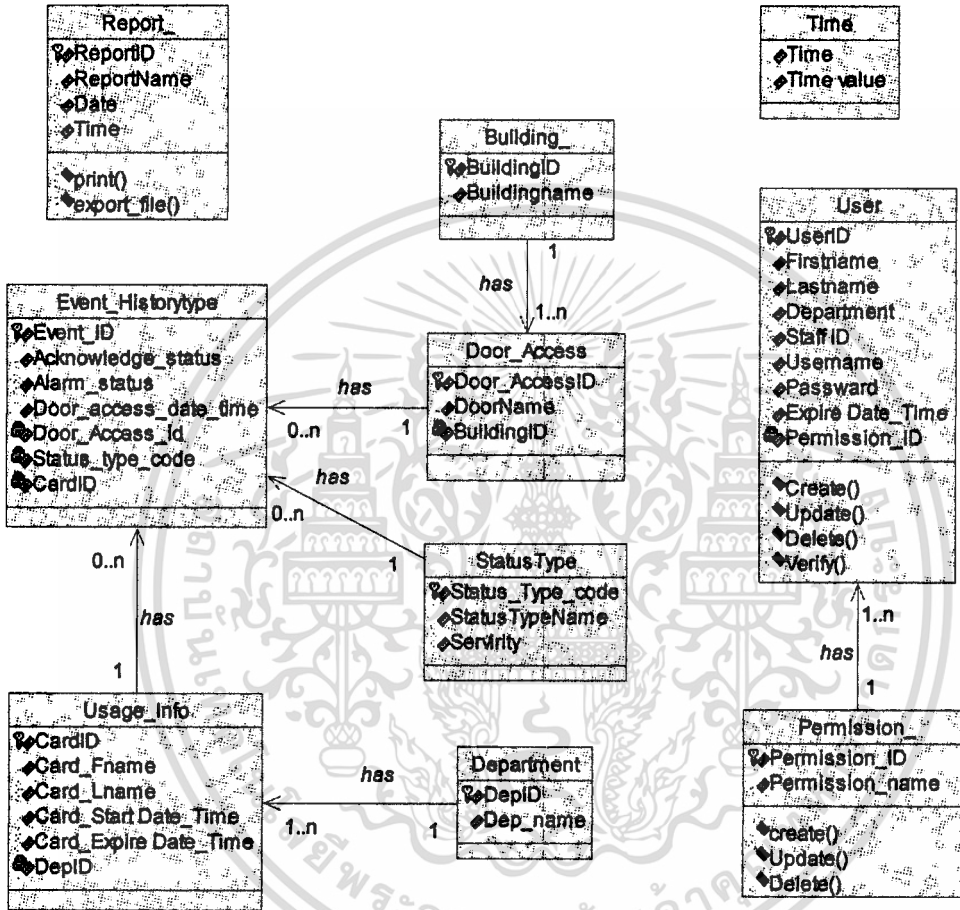 Report_
ReportID
ReportName
Date
Time
print()
export_file()
Time
Time
Time value
Building_
BuildingID
Buildingname
1
has
1..n
User
UserID
Firstname
Lastname
Department
Staff ID
Username
Passward
Expire Date_Time
Permission_ID
Create()
Update()
Delete()
Verify()
Event_Historytype
Event_ID
Acknowledge_status
Alarm_status
Door_access_date_time
Door_Access_Id
Status_type_code
CardID
Door_Access
Door_AccessID
DoorName
BuildingID
has
0..n
1
has
0..n
1
StatusType
Status_Type_code
StatusTypeName
Servirity
0..n
has
1
1..n
has
1
Usage_Info
CardID
Card_Fname
Card_Lname
Card_Start Date_Time
Card_Expire Date_Time
DepID
has
1..n
1
Department
DepID
Dep_name
Permission_
Permission_ID
Permission_name
create()
Update()
Delete()